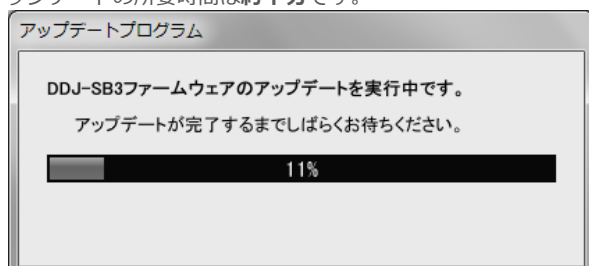 アップデートプログラム
DDJ-SB3ファームウェアのアップデートを実行中です。
アップデートが完了するまでしばらくお待ちください。
11%